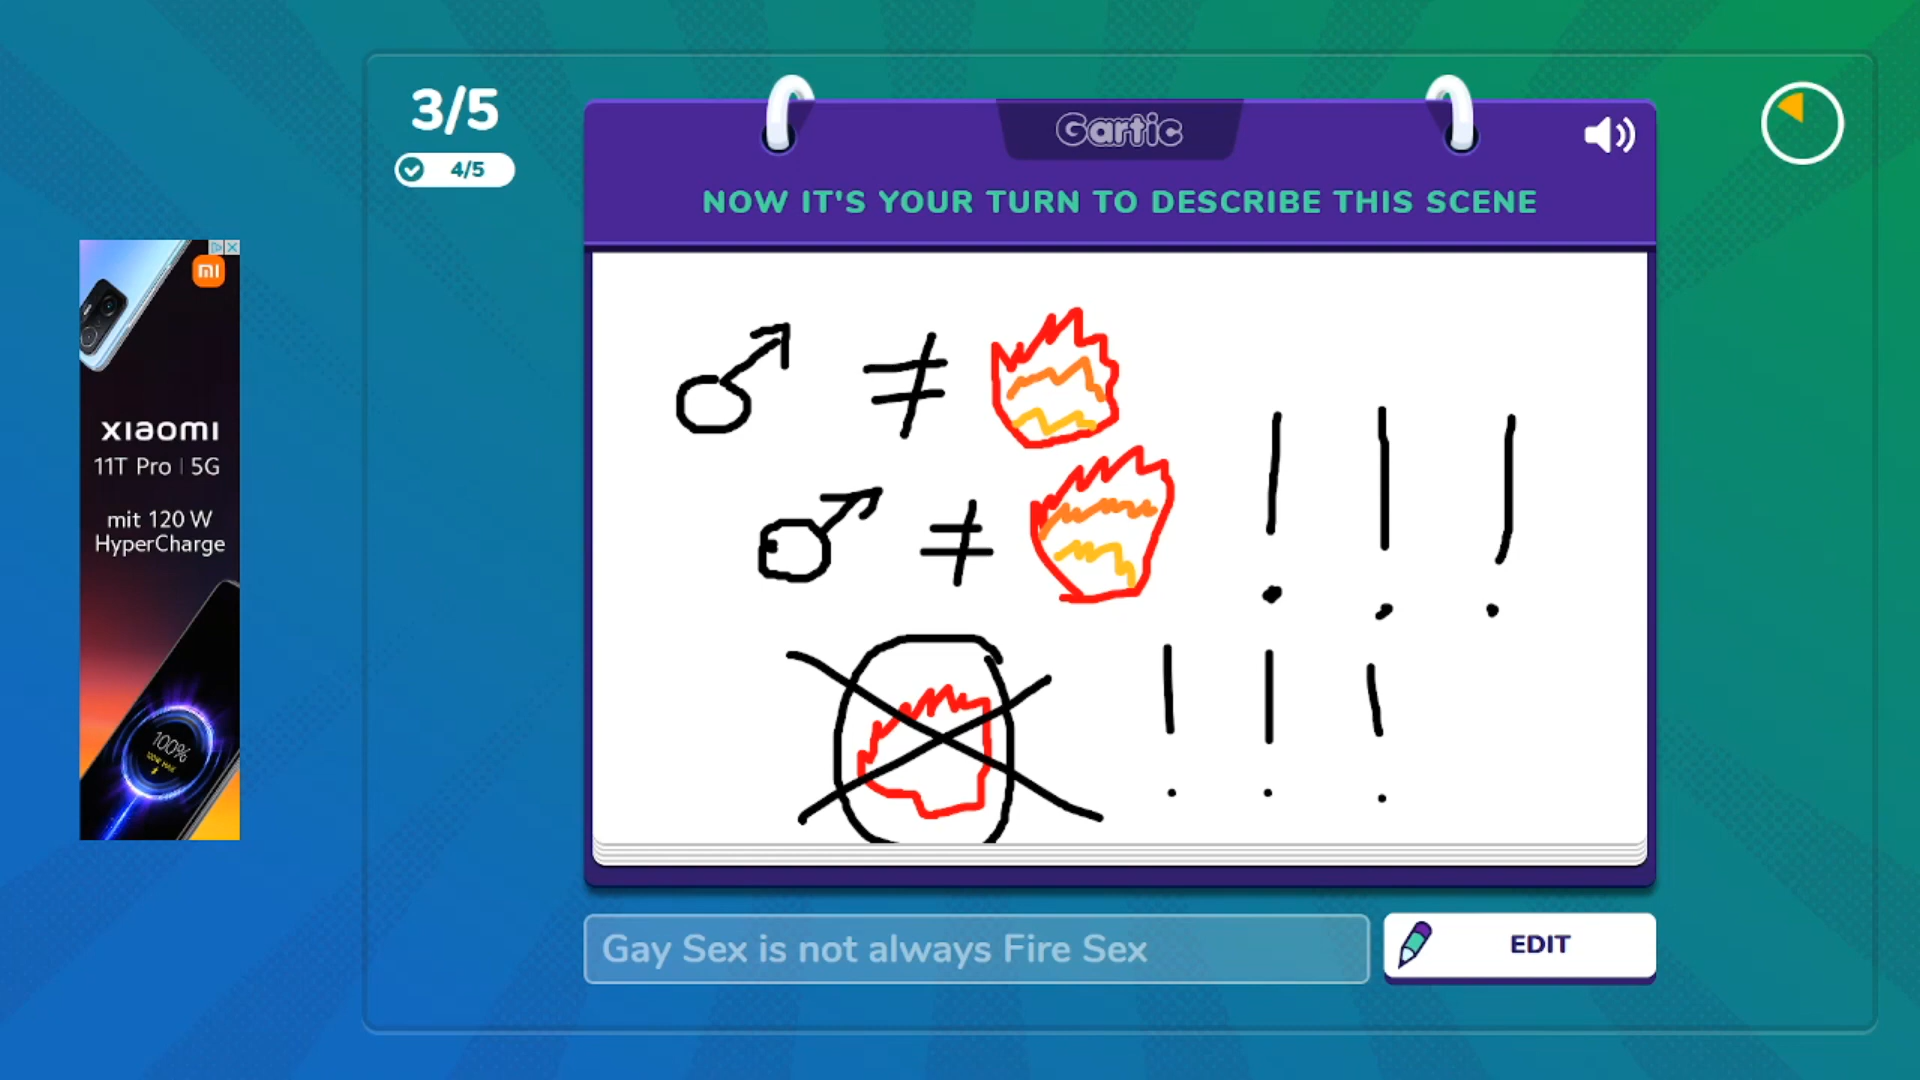 3/5
4/5
Gartic
NOW IT'S YOUR TURN TO DESCRIBE THIS SCENE
≠
≠
! ! !
! ! !
Gay Sex is not always Fire Sex
EDIT
mi
xiaomi
11T Pro | 5G
mit 120 W
HyperCharge
100%